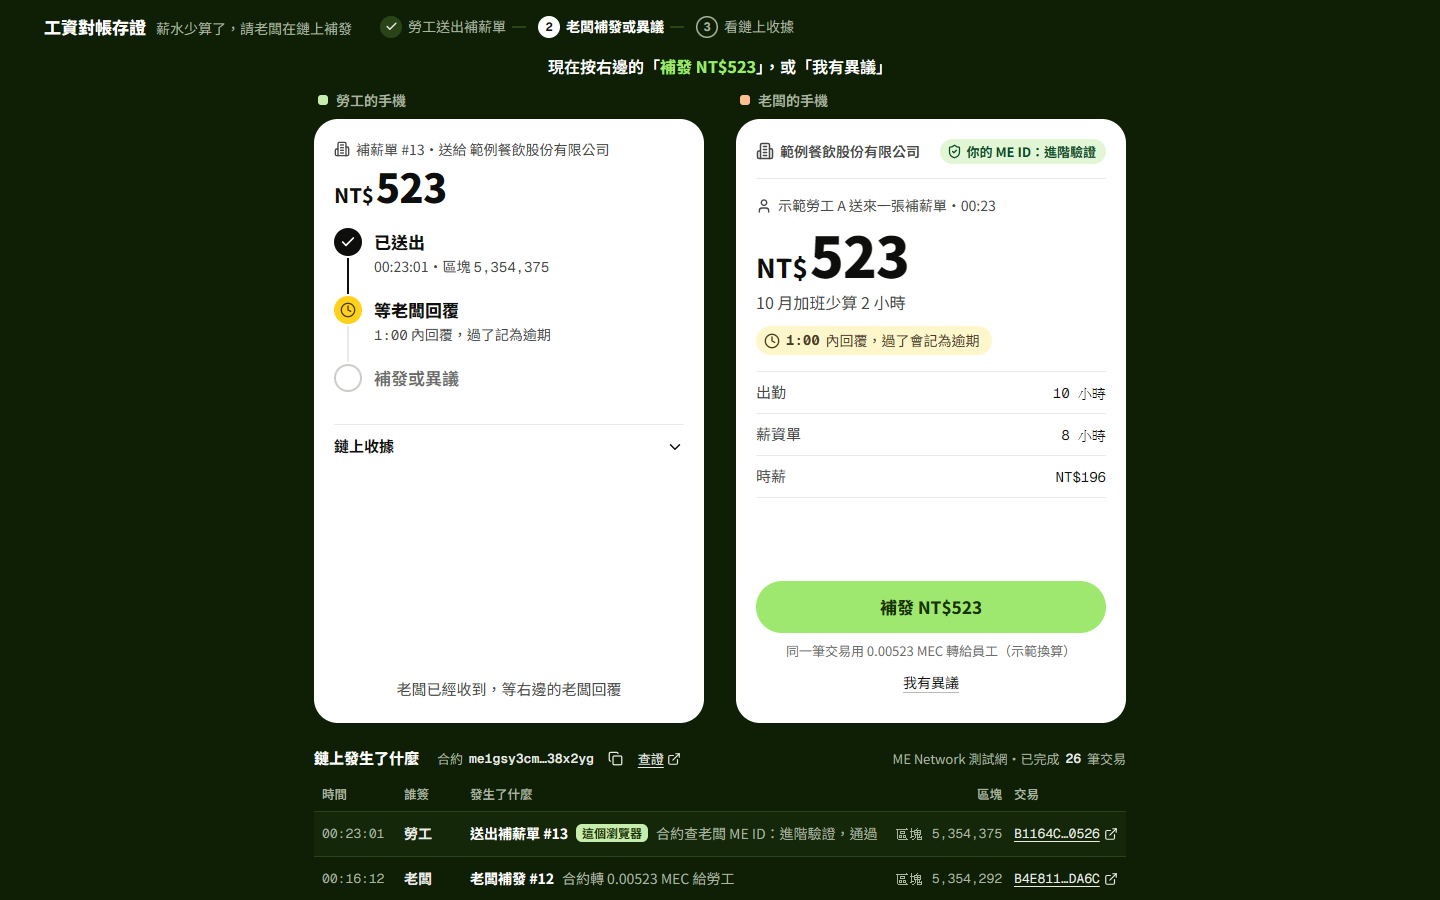 工資對帳存證 薪水少算了，請老闆在鏈上補發 勞工送出補薪單 2 老闆補發或異議 3 看鏈上收據
現在按右邊的「補發 NT$523」，或「我有異議」
勞工的手機
補薪單 #13・送給 範例餐飲股份有限公司
NT$523
已送出
00:23:01・區塊 5,354,375
等老闆回覆
1:00 內回覆，過了記為逾期
補發或異議
鏈上收據
老闆已經收到，等右邊的老闆回覆
老闆的手機
範例餐飲股份有限公司 你的 ME ID：進階驗證
示範勞工 A 送來一張補薪單・00:23
NT$523
10 月加班少算 2 小時
1:00 內回覆，過了會記為逾期
出勤 10 小時
薪資單 8 小時
時薪 NT$196
補發 NT$523
同一筆交易用 0.00523 MEC 轉給員工（示範換算）
我有異議
鏈上發生了什麼 合約 me1gsy3cm…38x2yg 查證 ME Network 測試網・已完成 26 筆交易
時間 誰簽 發生了什麼 區塊 交易
00:23:01 勞工 送出補薪單 #13 這個瀏覽器 合約查老闆 ME ID：進階驗證，通過 區塊 5,354,375 B1164C…0526
00:16:12 老闆 老闆補發 #12 合約轉 0.00523 MEC 給勞工 區塊 5,354,292 B4E811…DA6C